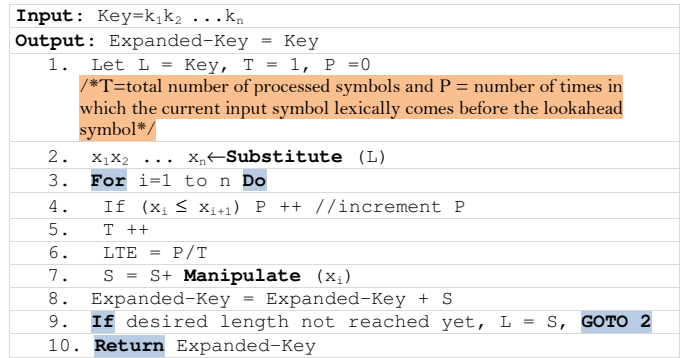 Input: Key=k₁k₂ ...kₙ
Output: Expanded-Key = Key
1. Let L = Key, T = 1, P =0
/*T=total number of processed symbols and P = number of times in
which the current input symbol lexically comes before the lookahead
symbol*/
2. x₁x₂ ... xₙ←Substitute (L)
3. For i=1 to n Do
4. If (xᵢ ≤ xᵢ₊₁) P ++ //increment P
5. T ++
6. LTE = P/T
7. S = S+ Manipulate (xᵢ)
8. Expanded-Key = Expanded-Key + S
9. If desired length not reached yet, L = S, GOTO 2
10. Return Expanded-Key